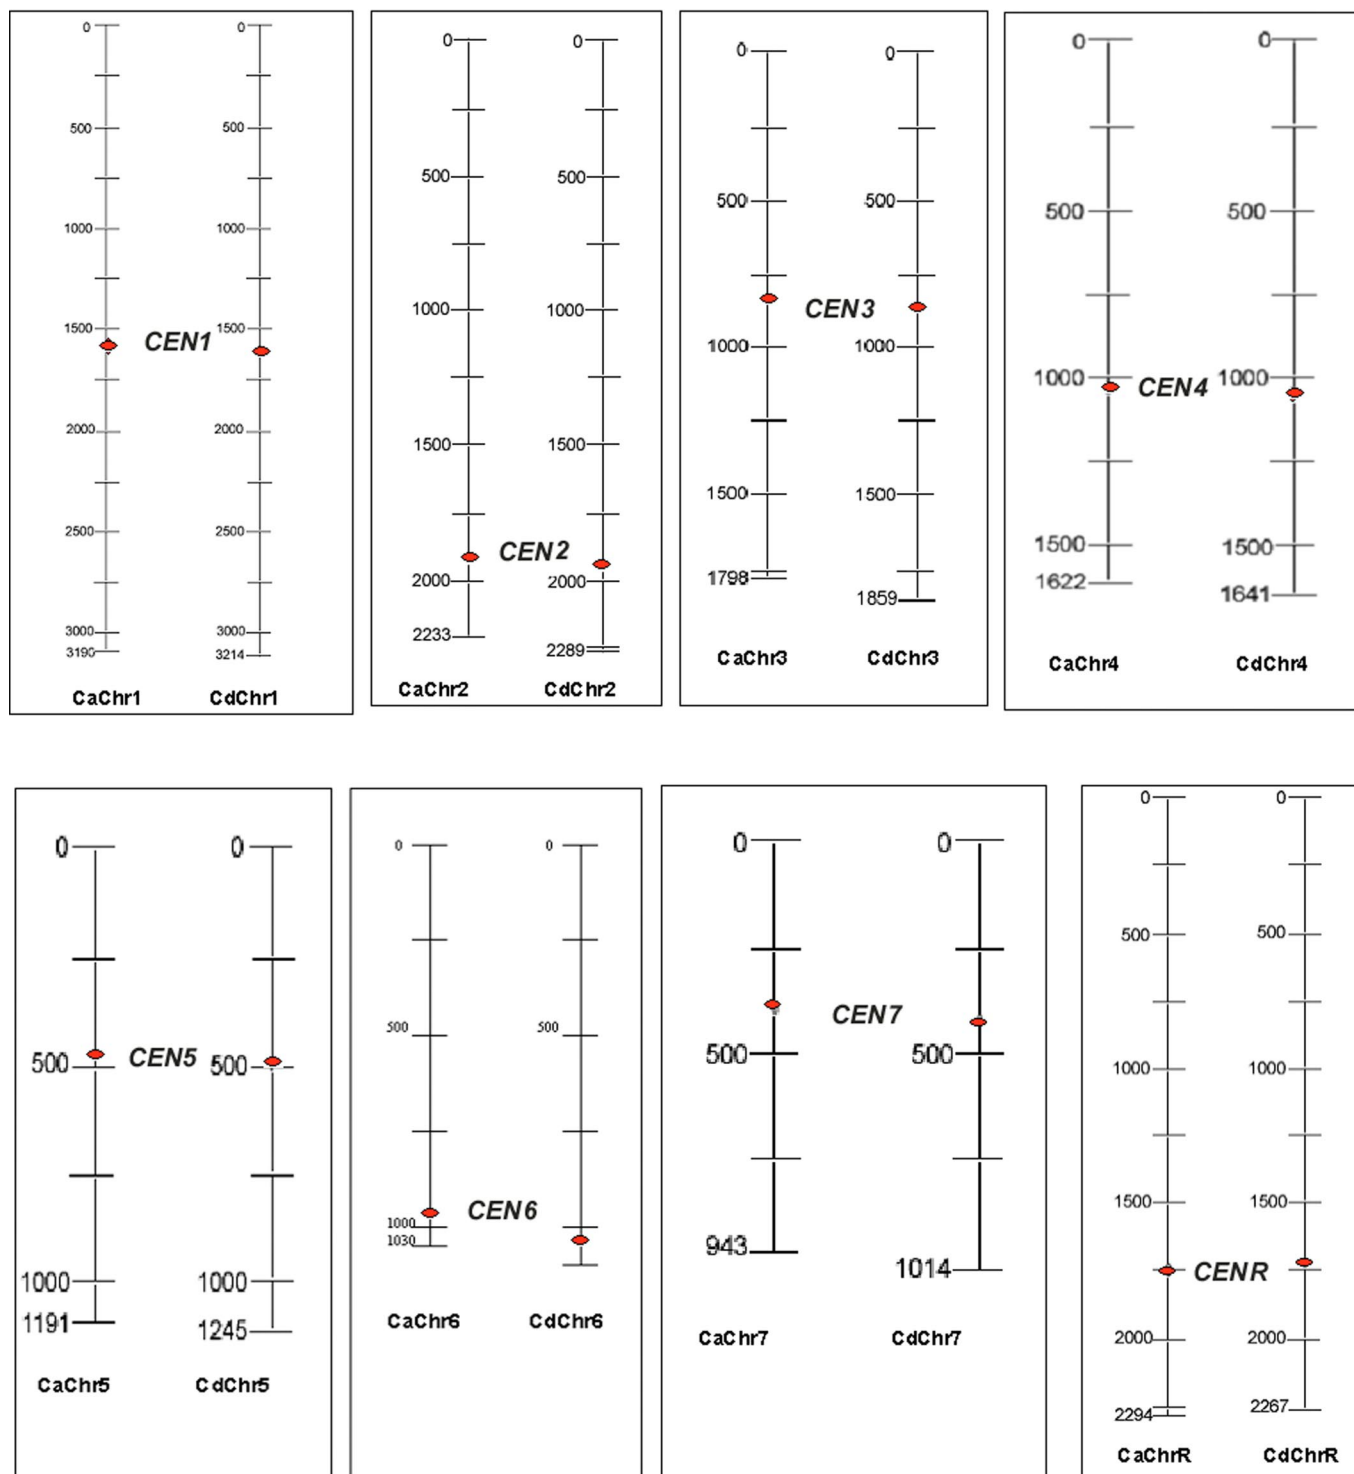 0 0
500 500
1000 1000
1500 CEN1 1500
2000 2000
2500 2500
3000 3000
3190 3214
CaChr1 CdChr1
0 0
500 500
1000 1000
1500 1500
CEN2
2000 2000
2233 2289
CaChr2 CdChr2
0 0
500 500
CEN3
1000 1000
1500 1500
1798 1859
CaChr3 CdChr3
0 0
500 500
1000 CEN4 1000
1500 1500
1622 1641
CaChr4 CdChr4
0 0
500 CEN5 500
1000 1000
1191 1245
CaChr5 CdChr5
0 0
500 500
CEN6
1000
1030
CaChr6 CdChr6
0 0
CEN7
500 500
943 1014
CaChr7 CdChr7
0 0
500 500
1000 1000
1500 1500
CENR
2000 2000
2294 2267
CaChrR CdChrR